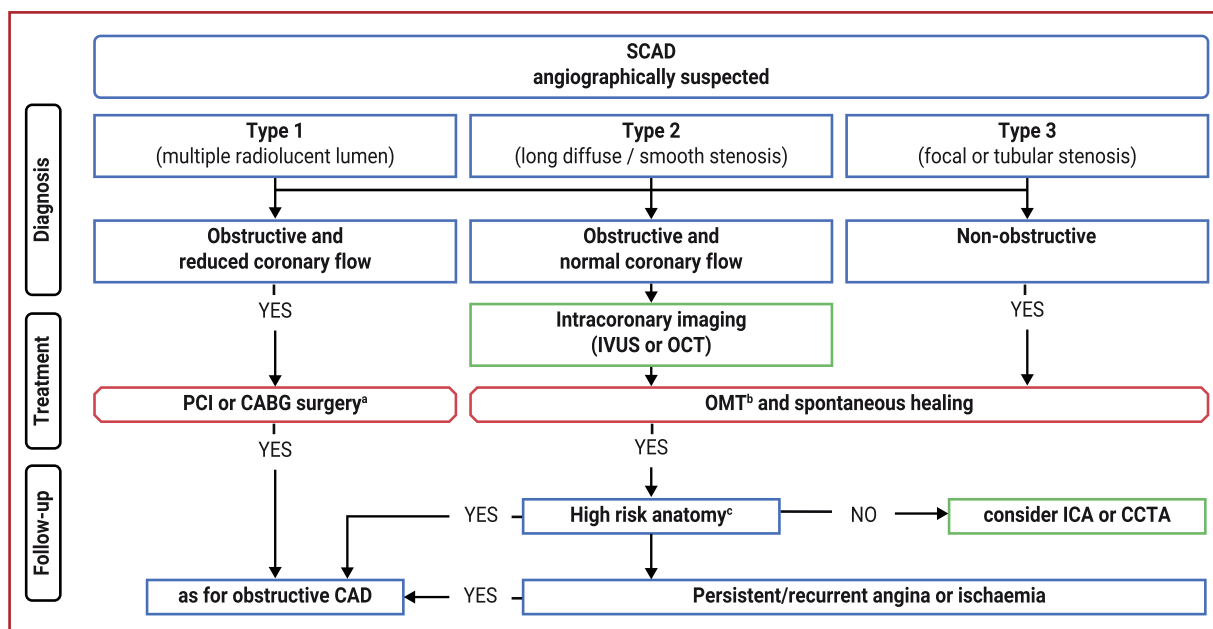 SCAD
angiographically suspected
Diagnosis
Type 1
(multiple radiolucent lumen)
Type 2
(long diffuse / smooth stenosis)
Type 3
(focal or tubular stenosis)
Obstructive and
reduced coronary flow
Obstructive and
normal coronary flow
Non-obstructive
YES
YES
Intracoronary imaging
(IVUS or OCT)
Treatment
PCI or CABG surgeryᵃ
OMTᵇ and spontaneous healing
YES
YES
Follow-up
YES
High risk anatomyᶜ
NO
consider ICA or CCTA
as for obstructive CAD
YES
Persistent/recurrent angina or ischaemia